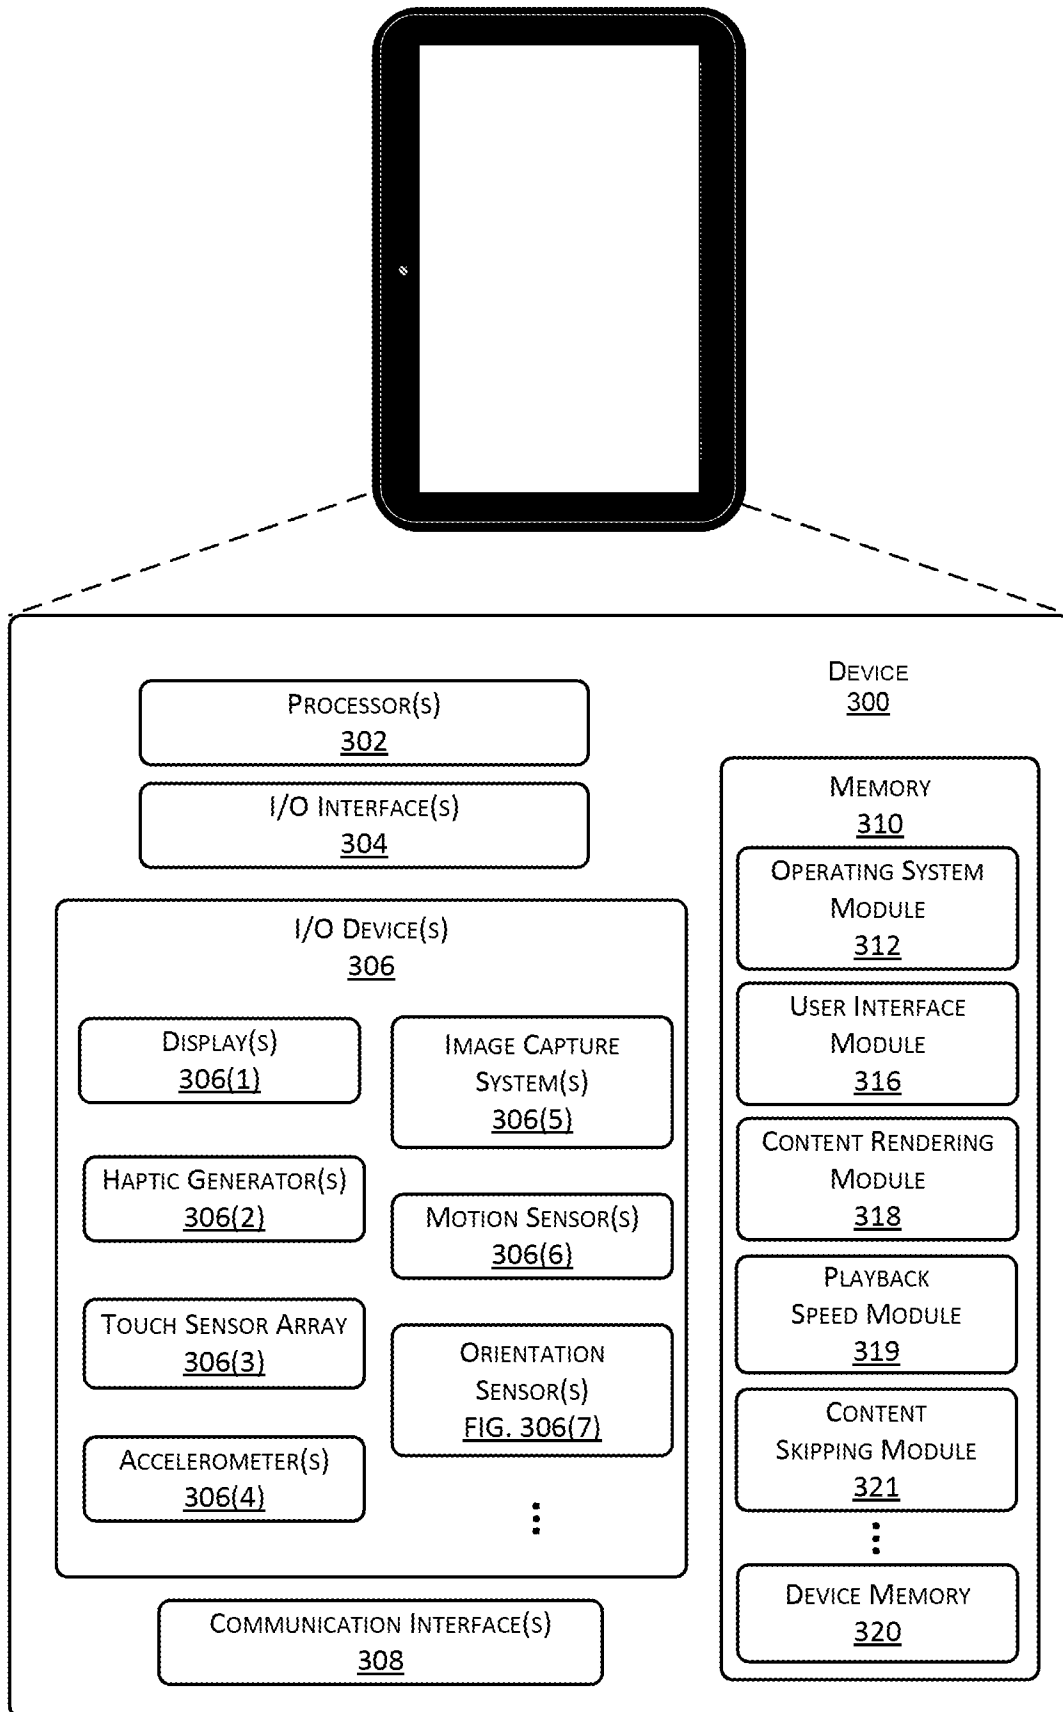 DEVICE
300
PROCESSOR(S)
302
I/O INTERFACE(S)
304
I/O DEVICE(S)
306
DISPLAY(S)
306(1)
HAPTIC GENERATOR(S)
306(2)
TOUCH SENSOR ARRAY
306(3)
ACCELEROMETER(S)
306(4)
IMAGE CAPTURE
SYSTEM(S)
306(5)
MOTION SENSOR(S)
306(6)
ORIENTATION
SENSOR(S)
FIG. 306(7)
COMMUNICATION INTERFACE(S)
308
MEMORY
310
OPERATING SYSTEM
MODULE
312
USER INTERFACE
MODULE
316
CONTENT RENDERING
MODULE
318
PLAYBACK
SPEED MODULE
319
CONTENT
SKIPPING MODULE
321
DEVICE MEMORY
320